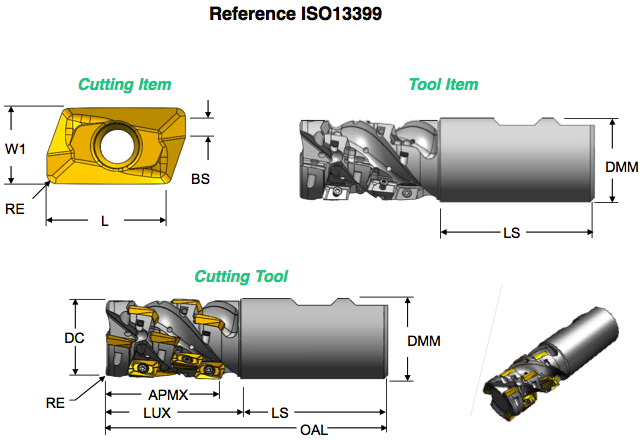 Reference ISO13399
Cutting Item
Tool Item
W1
BS
RE
L
DMM
LS
Cutting Tool
DC
DMM
RE
APMX
LUX
LS
OAL